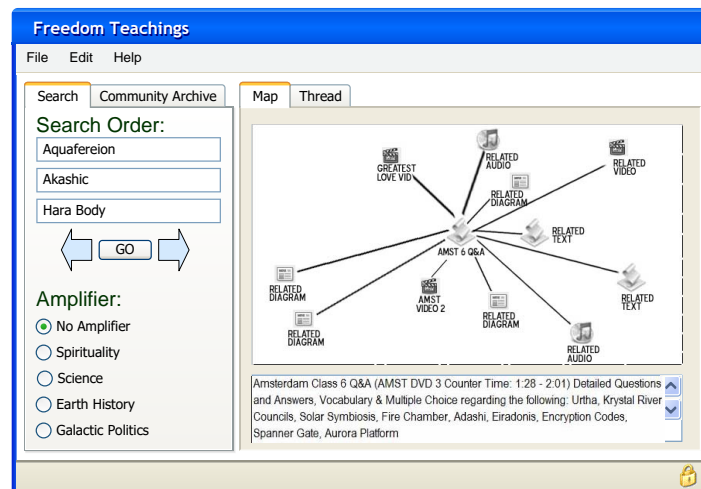 Freedom Teachings
File Edit Help
Search Community Archive
Map Thread
Search Order:
Aquafereion
Akashic
Hara Body
GO
Amplifier:
No Amplifier
Spirituality
Science
Earth History
Galactic Politics
GREATEST
LOVE VID
RELATED
AUDIO
RELATED
VIDEO
RELATED
DIAGRAM
RELATED
TEXT
AMST 6 Q&A
RELATED
DIAGRAM
AMST
VIDEO 2
RELATED
DIAGRAM
RELATED
TEXT
RELATED
DIAGRAM
RELATED
AUDIO
Amsterdam Class 6 Q&A (AMST DVD 3 Counter Time: 1:28 - 2:01) Detailed Questions
and Answers, Vocabulary & Multiple Choice regarding the following: Urtha, Krystal River
Councils, Solar Symbiosis, Fire Chamber, Adashi, Eiradonis, Encryption Codes,
Spanner Gate, Aurora Platform